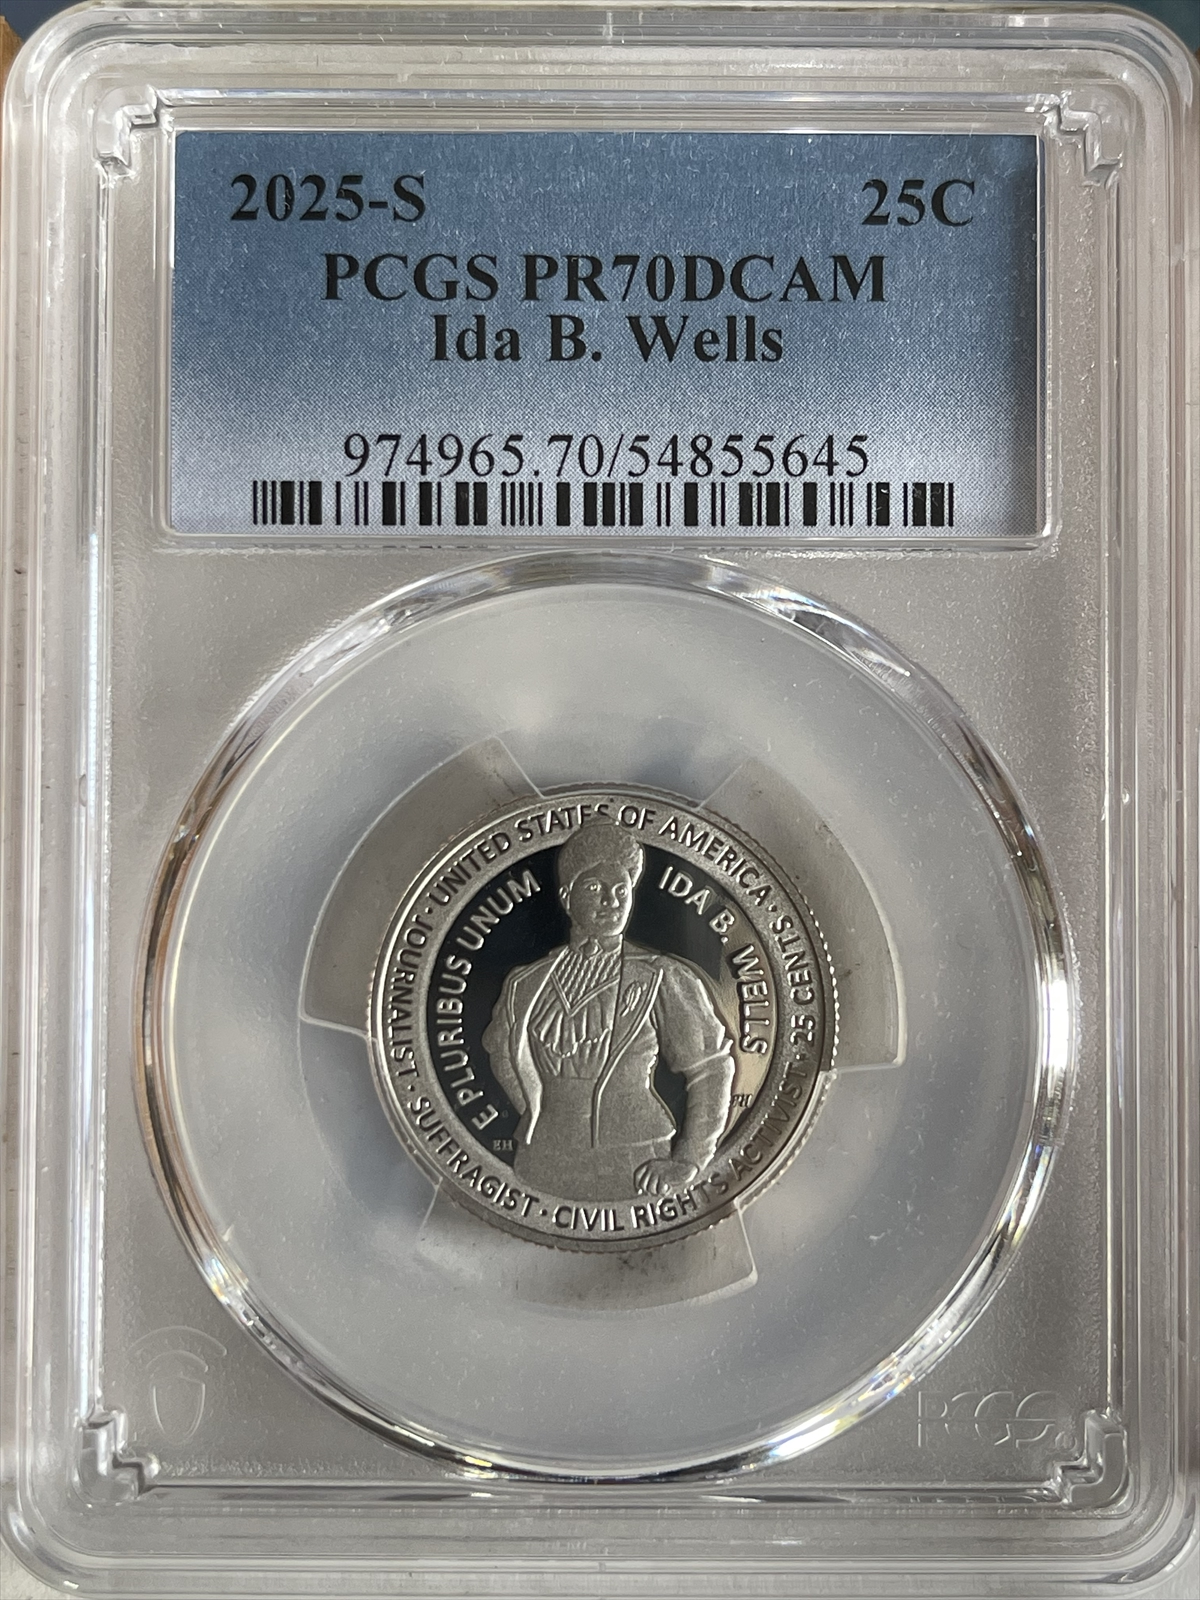 2025-S 25C
PCGS PR70DCAM
Ida B. Wells
974965.70/54855645
UNITED STATES OF AMERICA · 25 CENTS · CIVIL RIGHTS ACTIVIST · SUFFRAGIST · JOURNALIST ·
E PLURIBUS UNUM
IDA B. WELLS
EH
PCGS